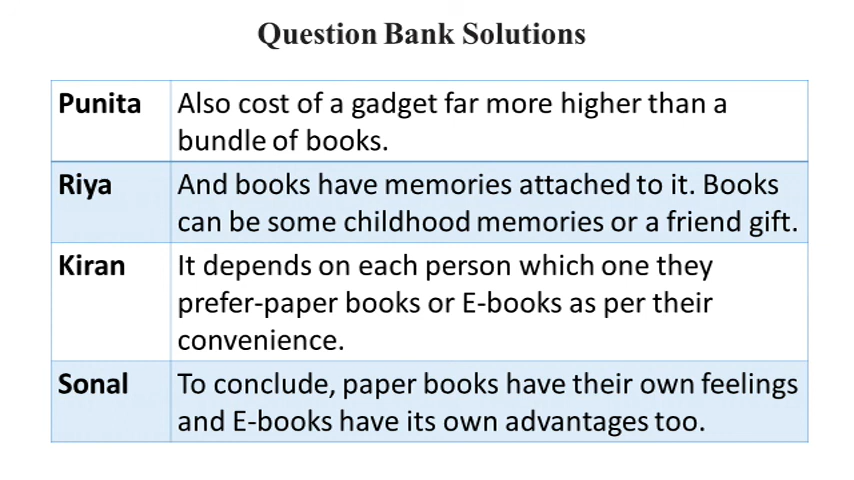 Question Bank Solutions
Punita Also cost of a gadget far more higher than a
bundle of books.
Riya And books have memories attached to it. Books
can be some childhood memories or a friend gift.
Kiran It depends on each person which one they
prefer-paper books or E-books as per their
convenience.
Sonal To conclude, paper books have their own feelings
and E-books have its own advantages too.